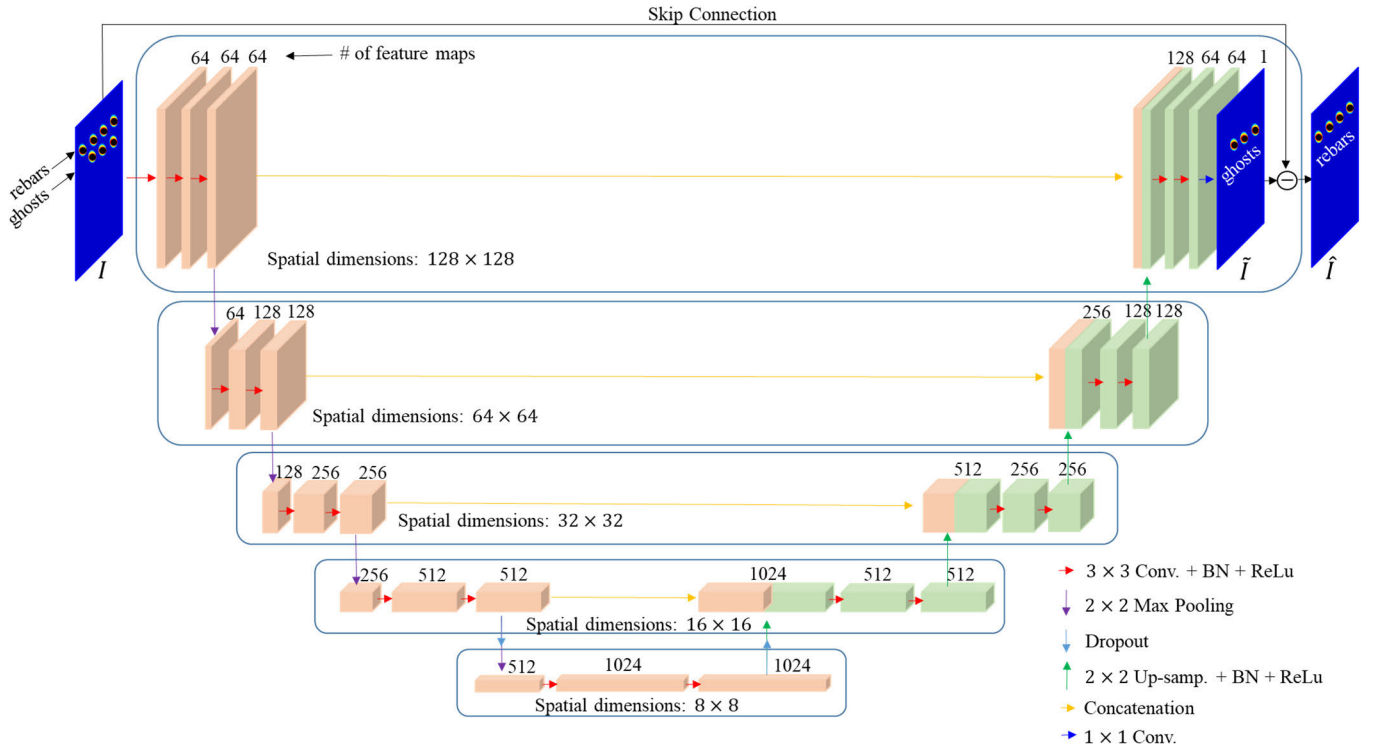 Skip Connection
64 64 64
# of feature maps
128 64 64 1
rebars
ghosts
ghosts
rebars
I
Spatial dimensions: 128 × 128
Ĩ
Î
64 128 128
256 128 128
Spatial dimensions: 64 × 64
128 256 256
512 256 256
Spatial dimensions: 32 × 32
256 512 512
1024 512 512
Spatial dimensions: 16 × 16
512 1024 1024
Spatial dimensions: 8 × 8
3 × 3 Conv. + BN + ReLu
2 × 2 Max Pooling
Dropout
2 × 2 Up-samp. + BN + ReLu
Concatenation
1 × 1 Conv.